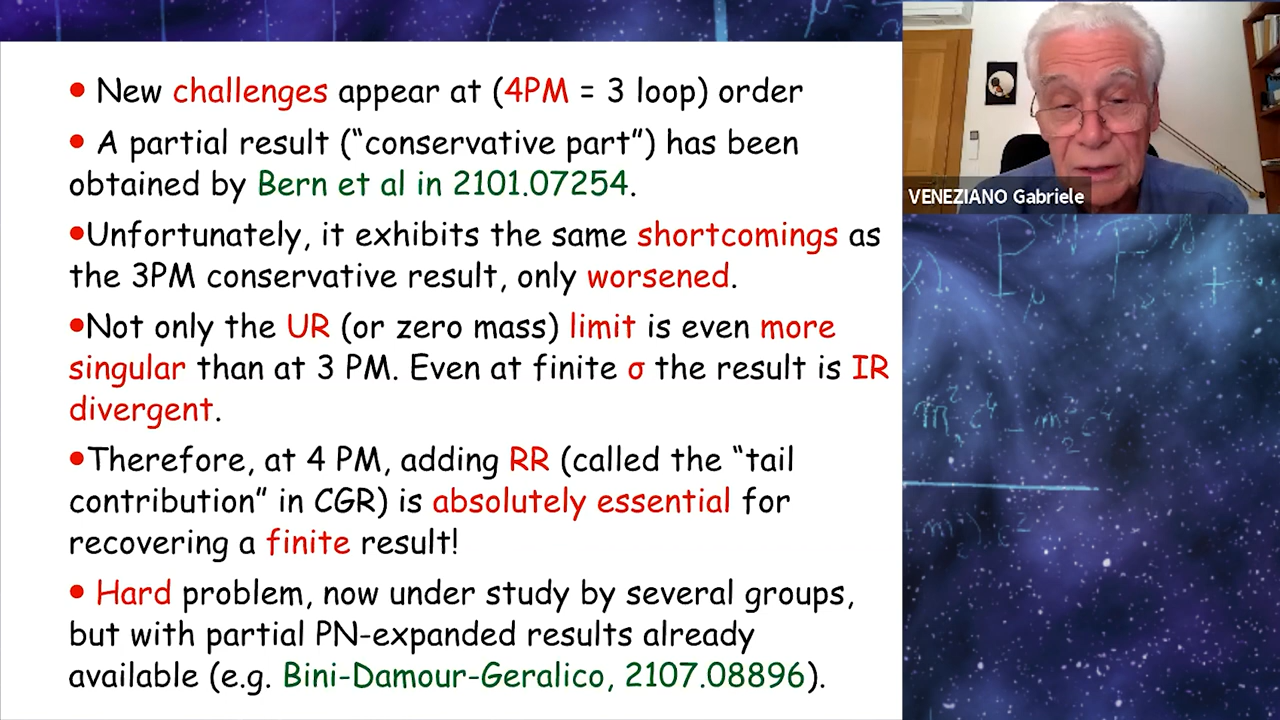 • New challenges appear at (4PM = 3 loop) order
• A partial result (“conservative part”) has been
obtained by Bern et al in 2101.07254.
•Unfortunately, it exhibits the same shortcomings as
the 3PM conservative result, only worsened.
•Not only the UR (or zero mass) limit is even more
singular than at 3 PM. Even at finite σ the result is IR
divergent.
•Therefore, at 4 PM, adding RR (called the “tail
contribution” in CGR) is absolutely essential for
recovering a finite result!
• Hard problem, now under study by several groups,
but with partial PN-expanded results already
available (e.g. Bini-Damour-Geralico, 2107.08896).
VENEZIANO Gabriele